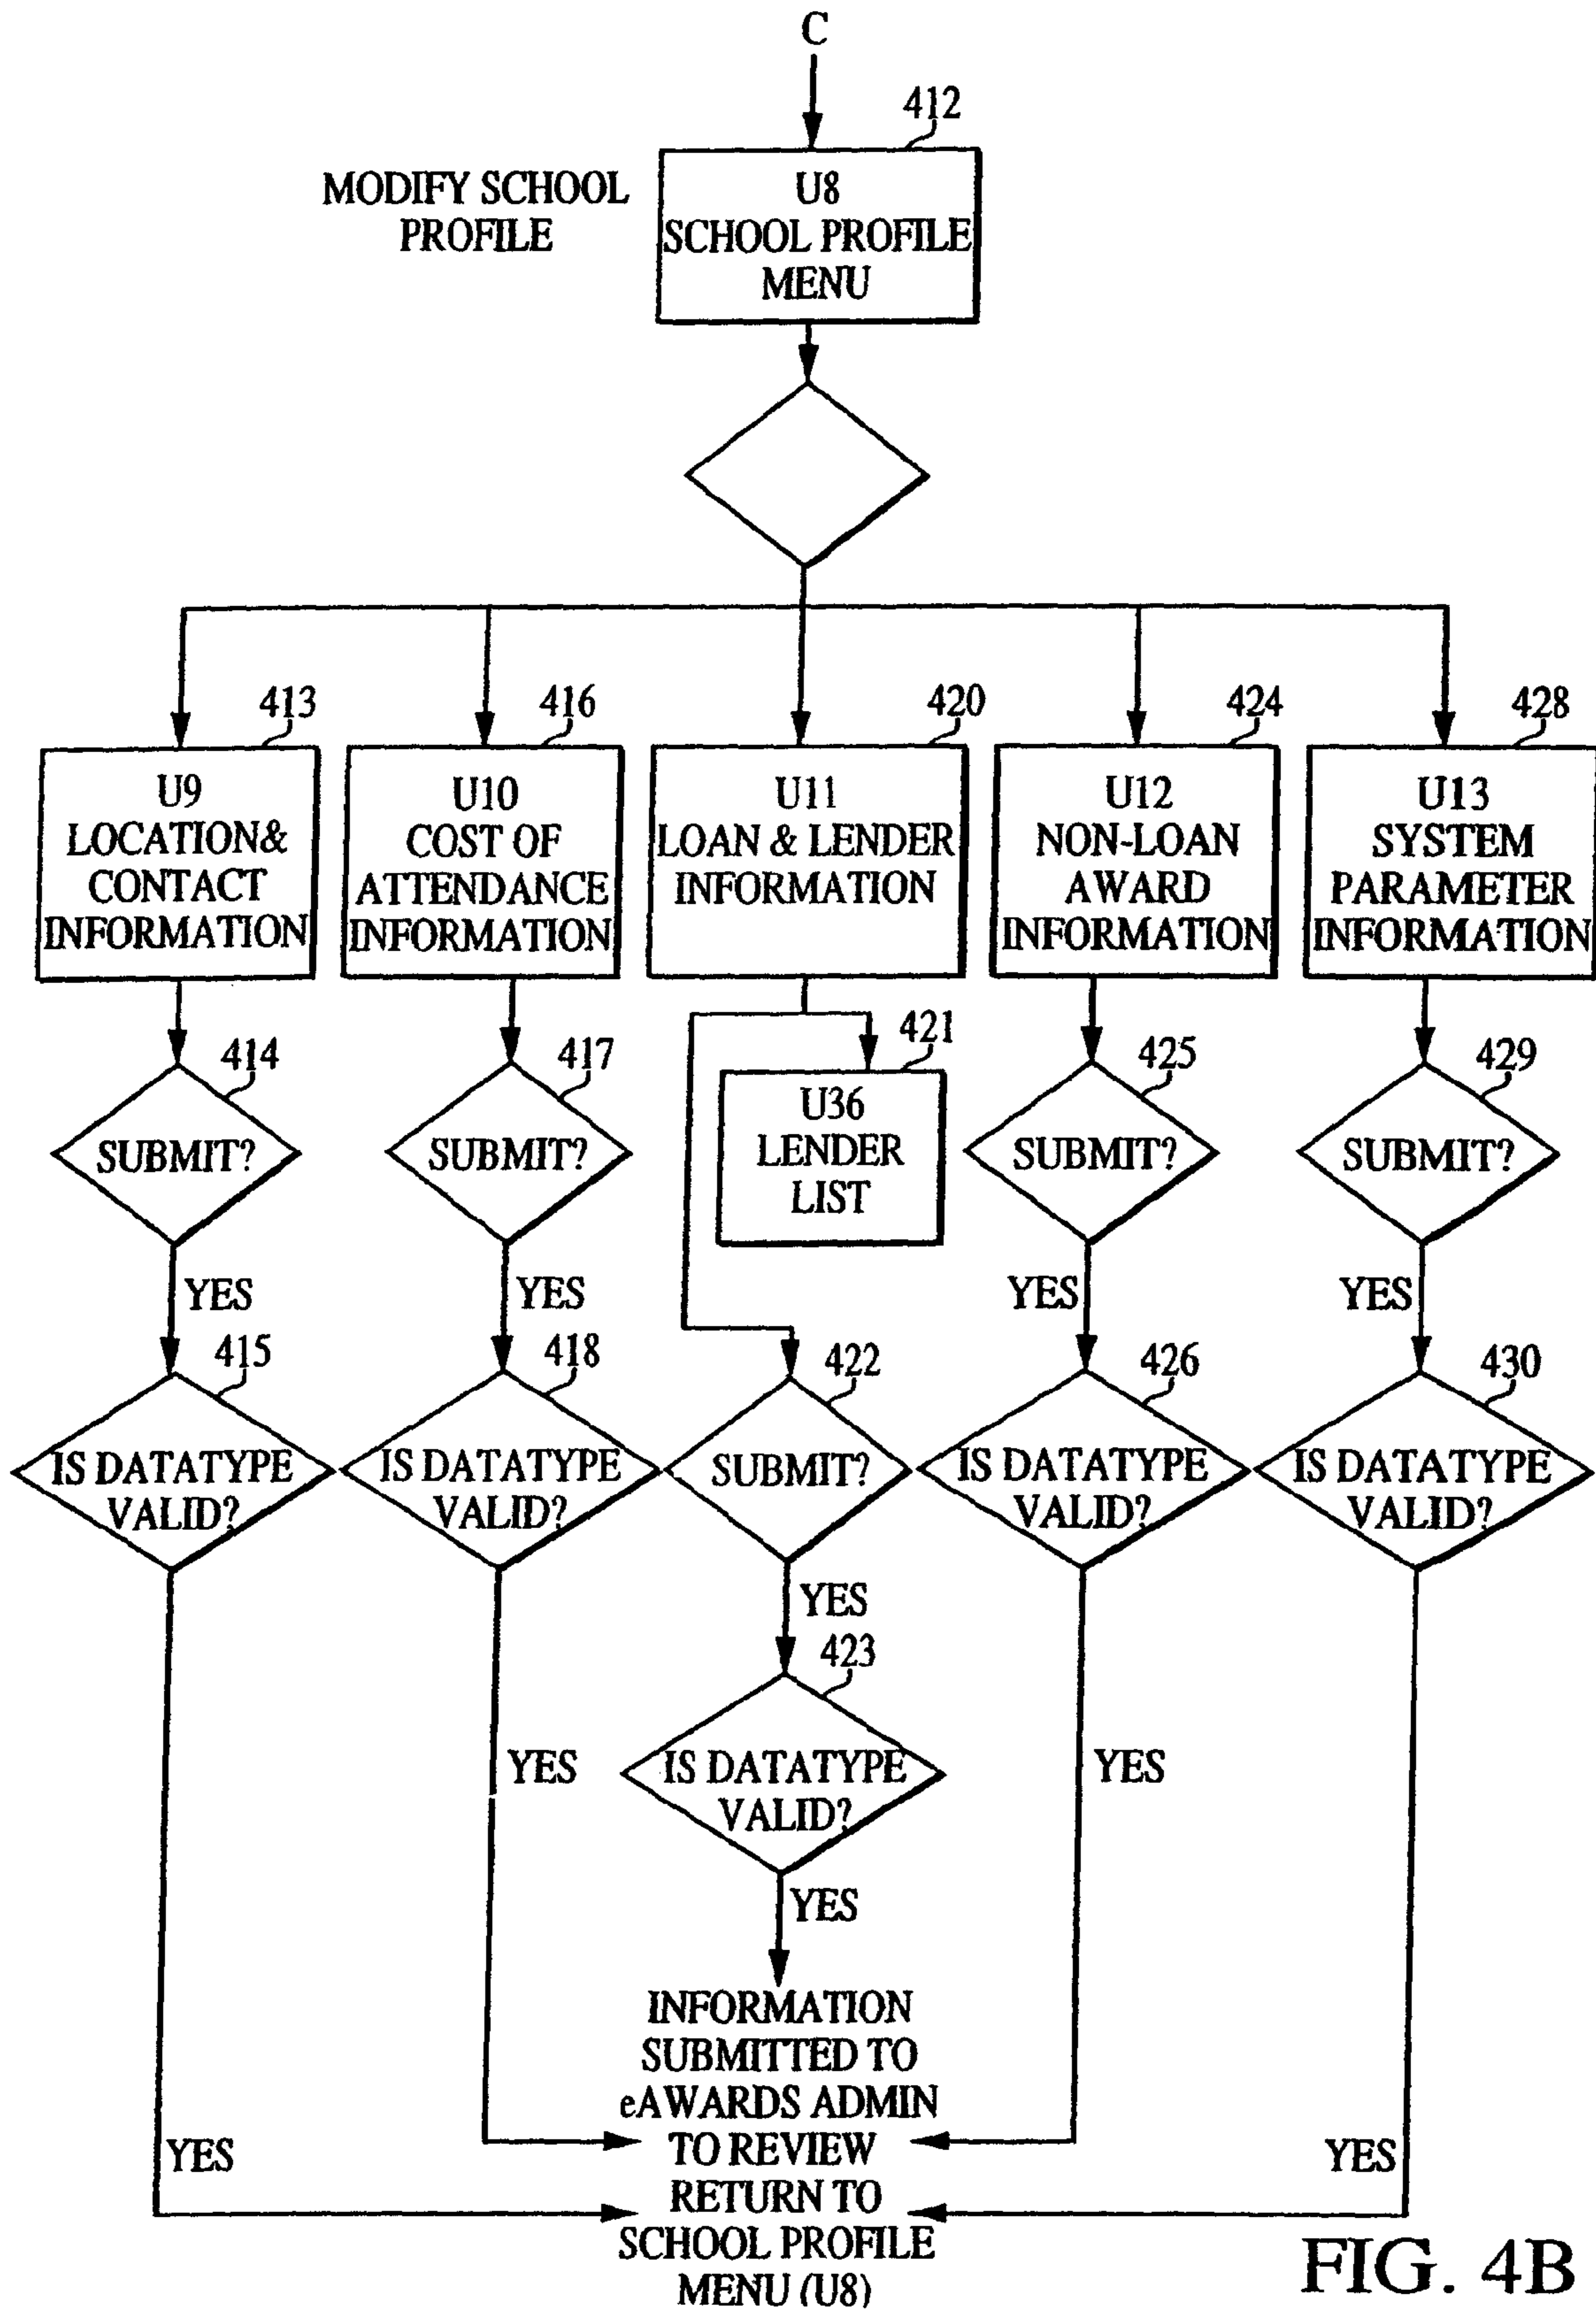 C
412
MODIFY SCHOOL
PROFILE
U8
SCHOOL PROFILE
MENU
413
416
420
424
428
U9
LOCATION&
CONTACT
INFORMATION
U10
COST OF
ATTENDANCE
INFORMATION
U11
LOAN & LENDER
INFORMATION
U12
NON-LOAN
AWARD
INFORMATION
U13
SYSTEM
PARAMETER
INFORMATION
414
417
421
425
429
SUBMIT?
SUBMIT?
U36
LENDER
LIST
SUBMIT?
SUBMIT?
YES
YES
YES
YES
415
418
422
426
430
IS DATATYPE
VALID?
IS DATATYPE
VALID?
SUBMIT?
IS DATATYPE
VALID?
IS DATATYPE
VALID?
YES
423
YES
IS DATATYPE
VALID?
YES
YES
INFORMATION
SUBMITTED TO
eAWARDS ADMIN
TO REVIEW
YES
YES
RETURN TO
SCHOOL PROFILE
MENU (U8)
FIG. 4B